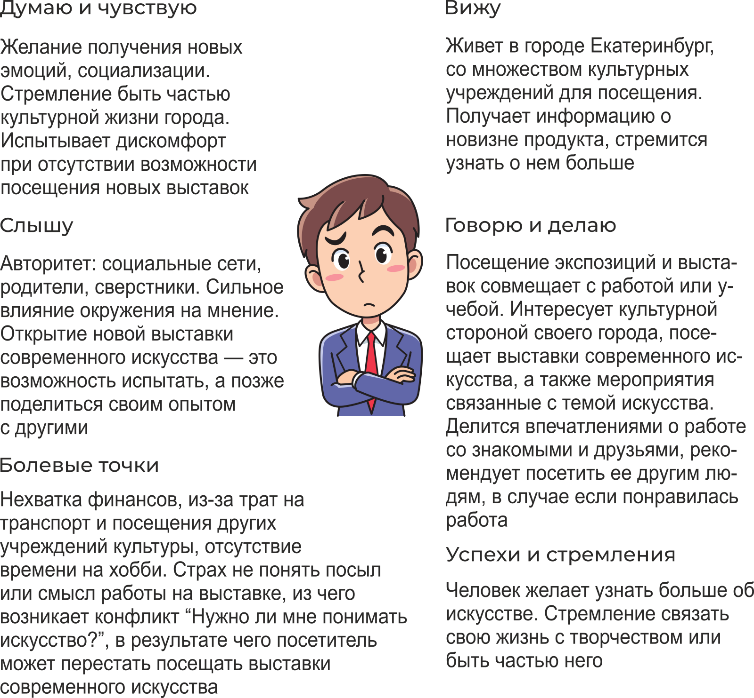 Думаю и чувствую
Желание получения новых
эмоций, социализации.
Стремление быть частью
культурной жизни города.
Испытывает дискомфорт
при отсутствии возможности
посещения новых выставок
Вижу
Живет в городе Екатеринбург,
со множеством культурных
учреждений для посещения.
Получает информацию о
новизне продукта, стремится
узнать о нем больше
Слышу
Авторитет: социальные сети,
родители, сверстники. Сильное
влияние окружения на мнение.
Открытие новой выставки
современного искусства — это
возможность испытать, а позже
поделиться своим опытом
с другими
Говорю и делаю
Посещение экспозиций и выста-
вок совмещает с работой или у-
чебой. Интересует культурной
стороной своего города, посе-
щает выставки современного ис-
кусства, а также мероприятия
связанные с темой искусства.
Делится впечатлениями о работе
со знакомыми и друзьями, реко-
мендует посетить ее другим лю-
дям, в случае если понравилась
работа
Болевые точки
Нехватка финансов, из-за трат на
транспорт и посещения других
учреждений культуры, отсутствие
времени на хобби. Страх не понять посыл
или смысл работы на выставке, из чего
возникает конфликт “Нужно ли мне понимать
искусство?”, в результате чего посетитель
может перестать посещать выставки
современного искусства
Успехи и стремления
Человек желает узнать больше об
искусстве. Стремление связать
свою жизнь с творчеством или
быть частью него